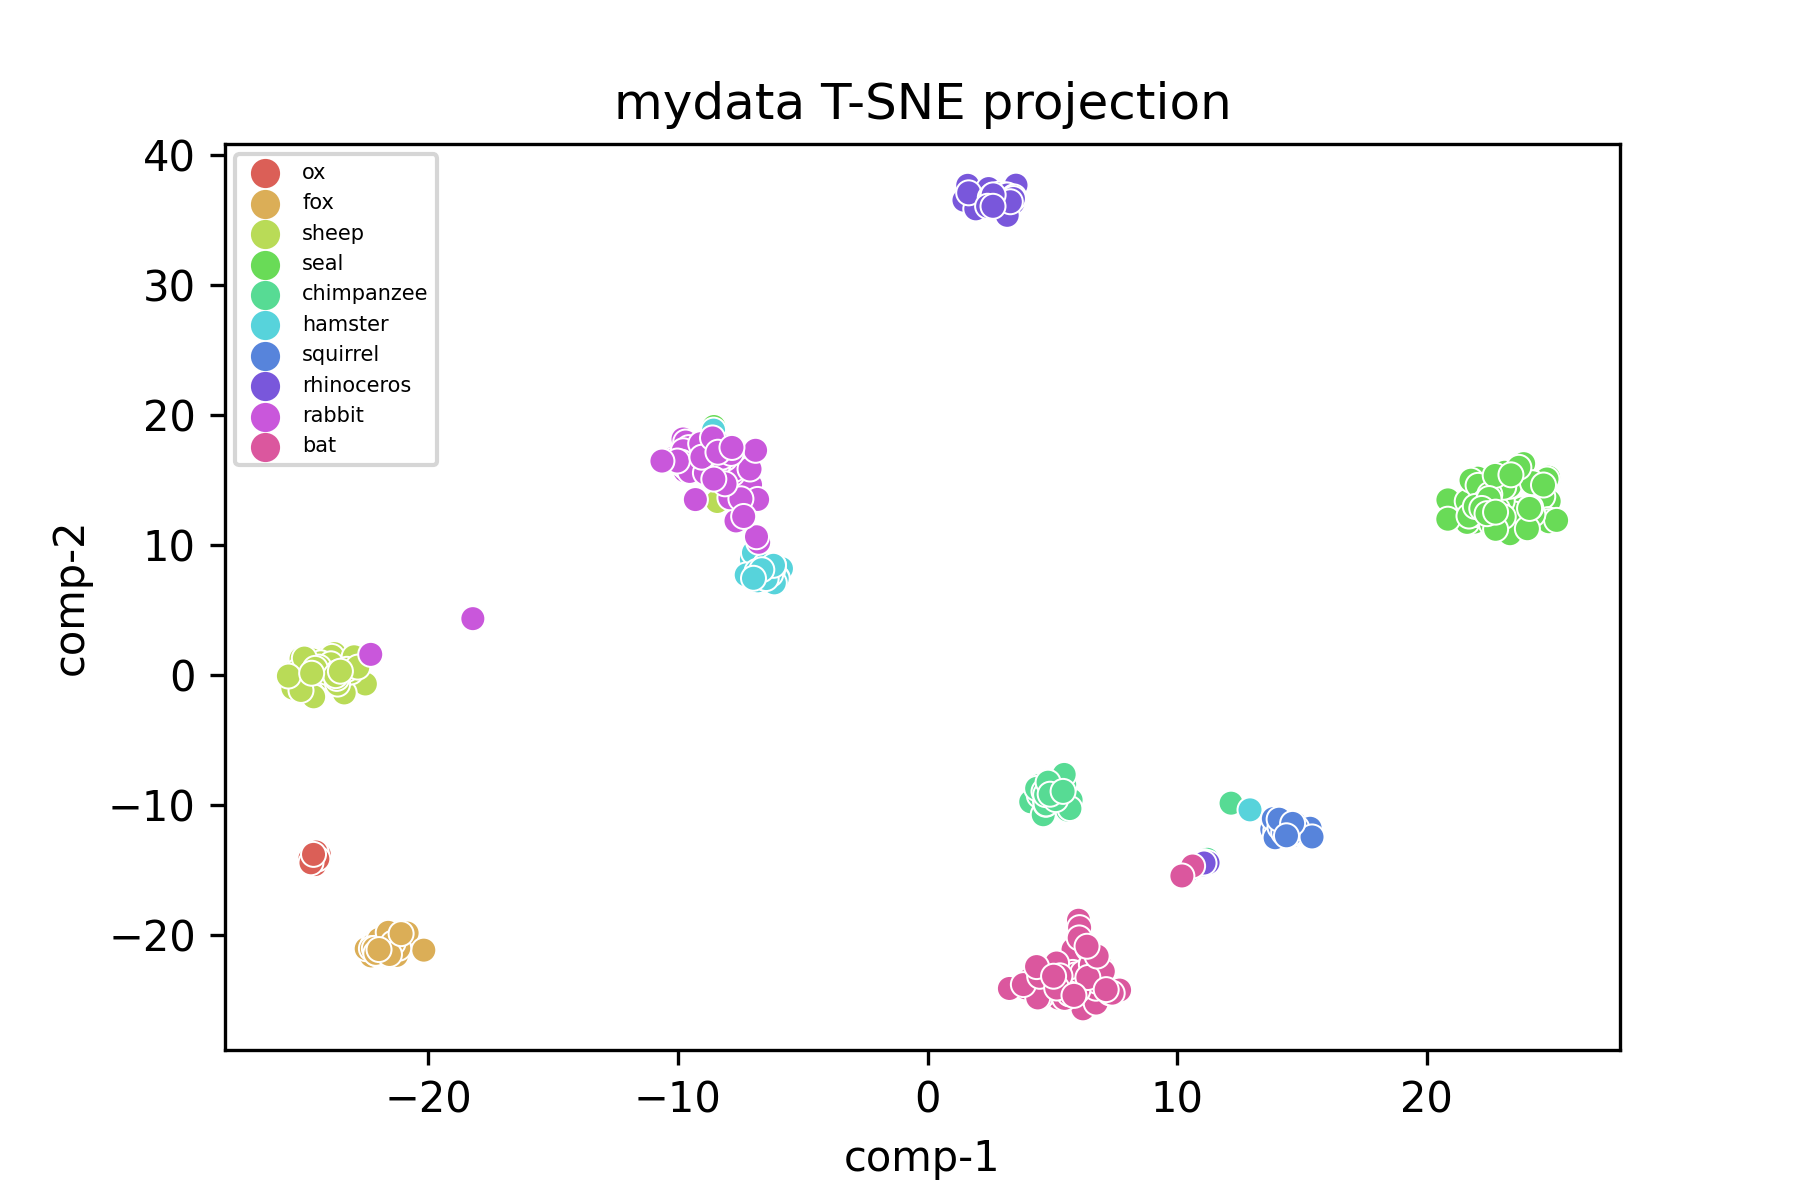 mydata T-SNE projection
40
30
20
10
0
−10
−20
comp-2
ox
fox
sheep
seal
chimpanzee
hamster
squirrel
rhinoceros
rabbit
bat
−20 −10 0 10 20
comp-1